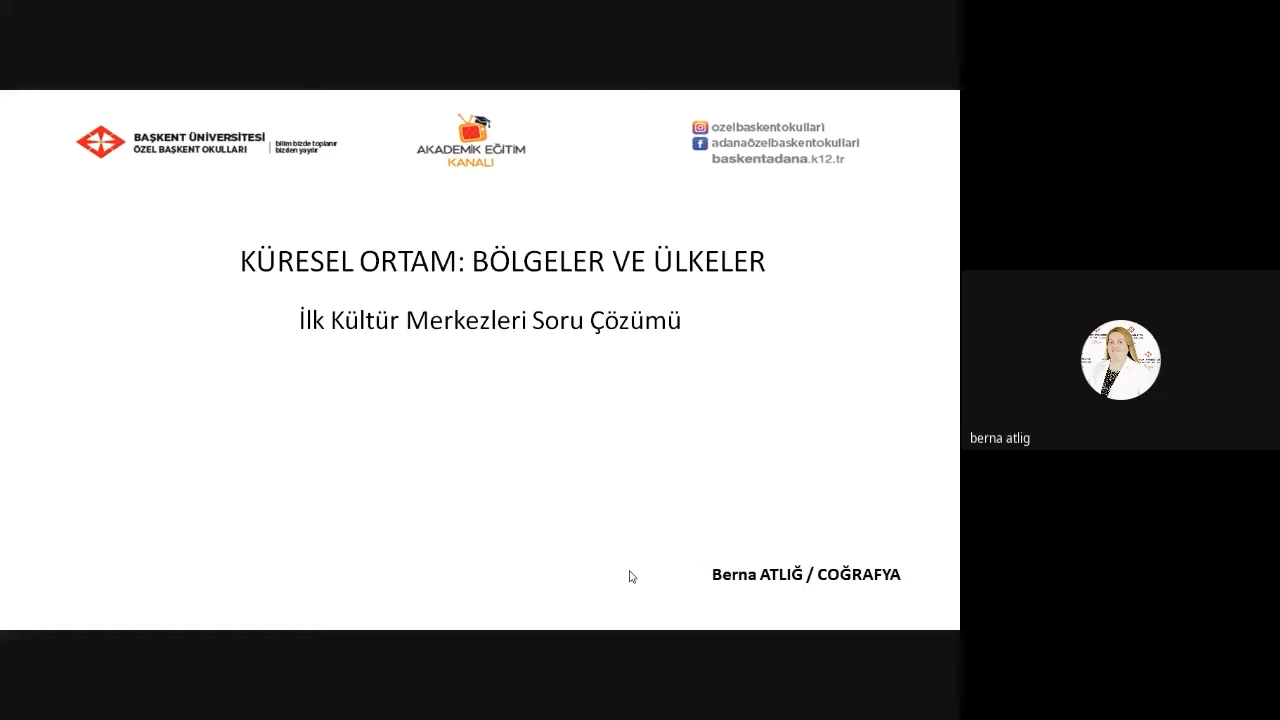 BAŞKENT ÜNİVERSİTESİ
ÖZEL BAŞKENT OKULLARI
bilim bizde toplanır
bizden yayılır
AKADEMİK EĞİTİM
KANALI
ozelbaskentokullari
adanaözelbaskentokullari
baskentadana.k12.tr
KÜRESEL ORTAM: BÖLGELER VE ÜLKELER
İlk Kültür Merkezleri Soru Çözümü
Berna ATLIĞ / COĞRAFYA
berna atlig